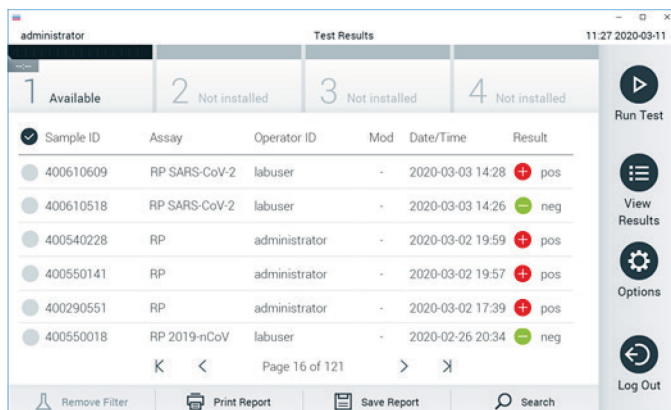 administrator Test Results 11:27 2020-03-11
1 Available 2 Not installed 3 Not installed 4 Not installed
Run Test
Sample ID Assay Operator ID Mod Date/Time Result
400610609 RP SARS-CoV-2 labuser - 2020-03-03 14:28 pos
400610518 RP SARS-CoV-2 labuser - 2020-03-03 14:26 neg
View
Results
400540228 RP administrator - 2020-03-02 19:59 pos
400550141 RP administrator - 2020-03-02 19:57 pos
Options
400290551 RP administrator - 2020-03-02 17:39 pos
400550018 RP 2019-nCoV labuser - 2020-02-26 20:34 neg
Page 16 of 121
Log Out
Remove Filter Print Report Save Report Search